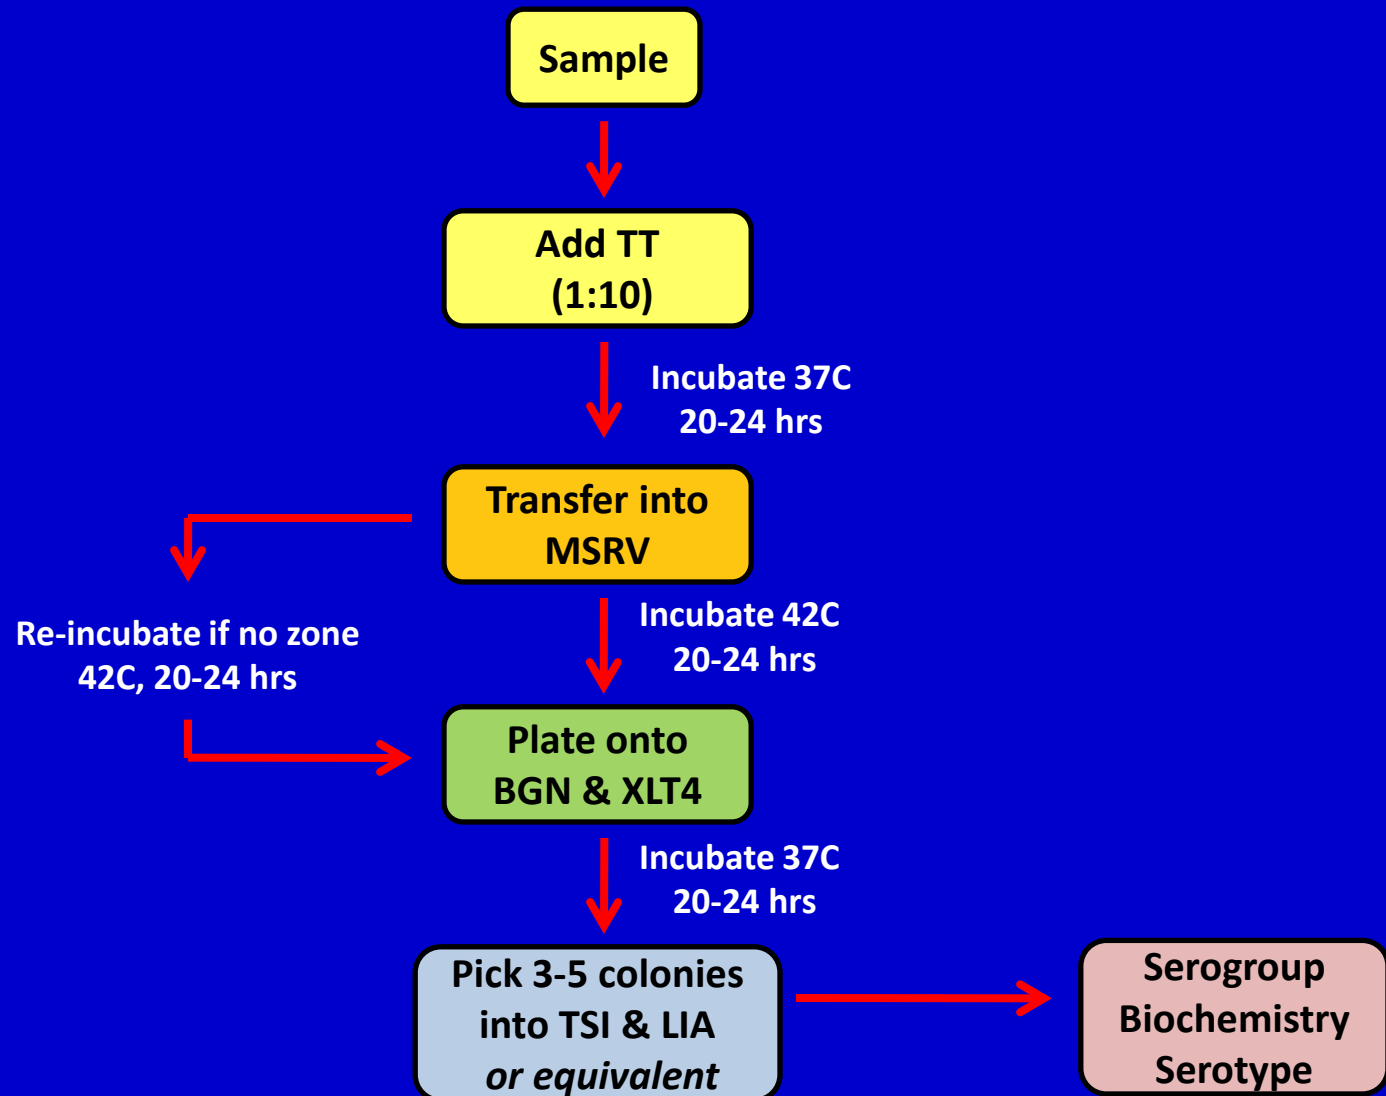 Sample
Add TT
(1:10)
Incubate 37C
20-24 hrs
Transfer into
MSRV
Incubate 42C
20-24 hrs
Re-incubate if no zone
42C, 20-24 hrs
Plate onto
BGN & XLT4
Incubate 37C
20-24 hrs
Pick 3-5 colonies
into TSI & LIA
or equivalent
Serogroup
Biochemistry
Serotype